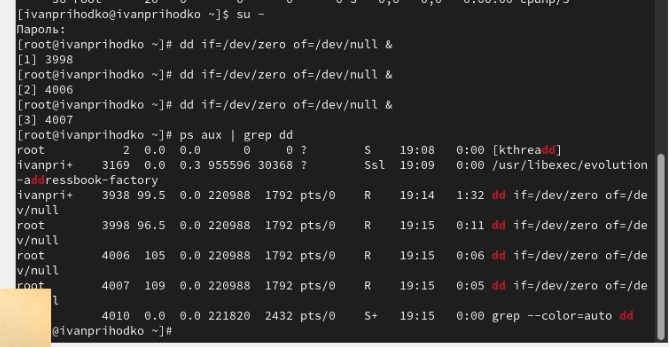 [ivanprihodko@ivanprihodko ~]$ su -
Пароль:
[root@ivanprihodko ~]# dd if=/dev/zero of=/dev/null &
[1] 3998
[root@ivanprihodko ~]# dd if=/dev/zero of=/dev/null &
[2] 4006
[root@ivanprihodko ~]# dd if=/dev/zero of=/dev/null &
[3] 4007
[root@ivanprihodko ~]# ps aux | grep dd
root 2 0.0 0.0 0 0 ? S 19:08 0:00 [kthreadd]
ivanpri+ 3169 0.0 0.3 955596 30368 ? Ssl 19:09 0:00 /usr/libexec/evolution
-addressbook-factory
ivanpri+ 3938 99.5 0.0 220988 1792 pts/0 R 19:14 1:32 dd if=/dev/zero of=/de
v/null
root 3998 96.5 0.0 220988 1792 pts/0 R 19:15 0:11 dd if=/dev/zero of=/de
v/null
root 4006 105 0.0 220988 1792 pts/0 R 19:15 0:06 dd if=/dev/zero of=/de
v/null
root 4007 109 0.0 220988 1792 pts/0 R 19:15 0:05 dd if=/dev/zero of=/de
l
4010 0.0 0.0 221820 2432 pts/0 S+ 19:15 0:00 grep --color=auto dd
@ivanprihodko ~]#